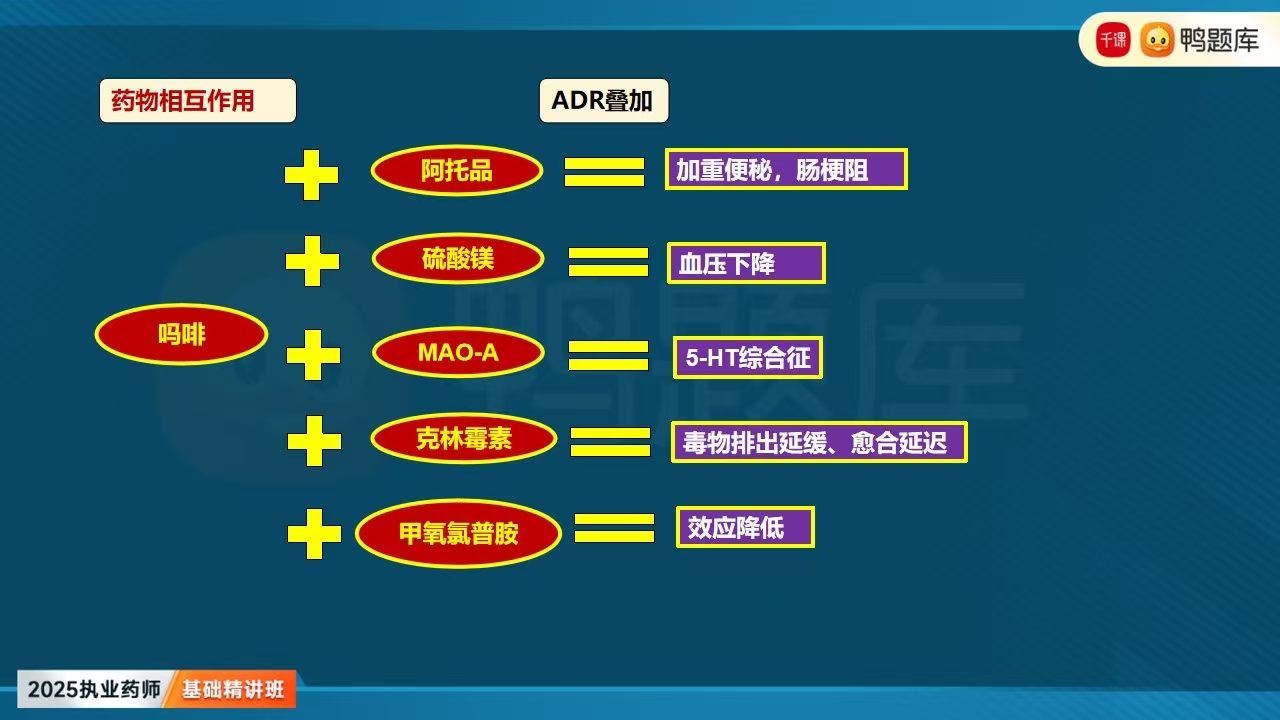 千课 鸭题库
药物相互作用 ADR叠加
阿托品 加重便秘，肠梗阻
硫酸镁 血压下降
吗啡
MAO-A 5-HT综合征
克林霉素 毒物排出延缓、愈合延迟
甲氧氯普胺 效应降低
鸭题库
2025执业药师 基础精讲班